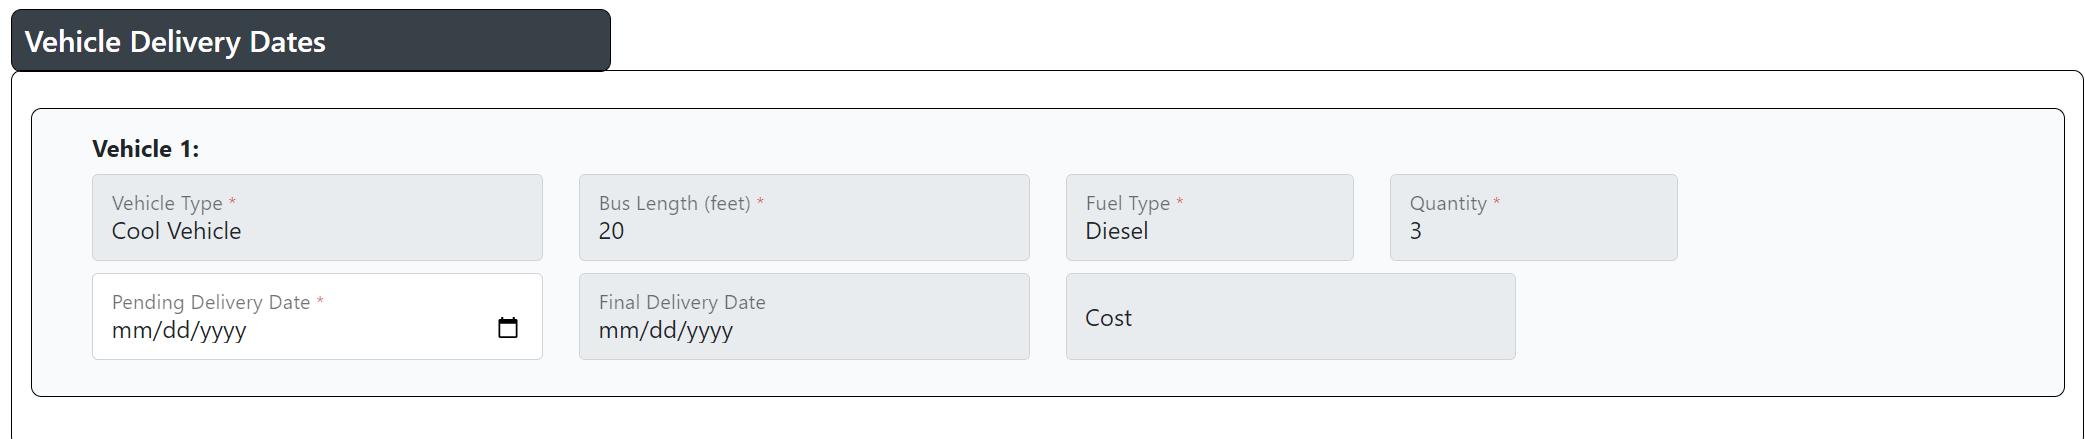 Vehicle Delivery Dates
Vehicle 1:
Vehicle Type * Bus Length (feet) * Fuel Type * Quantity *
Cool Vehicle 20 Diesel 3
Pending Delivery Date * Final Delivery Date
mm/dd/yyyy mm/dd/yyyy Cost